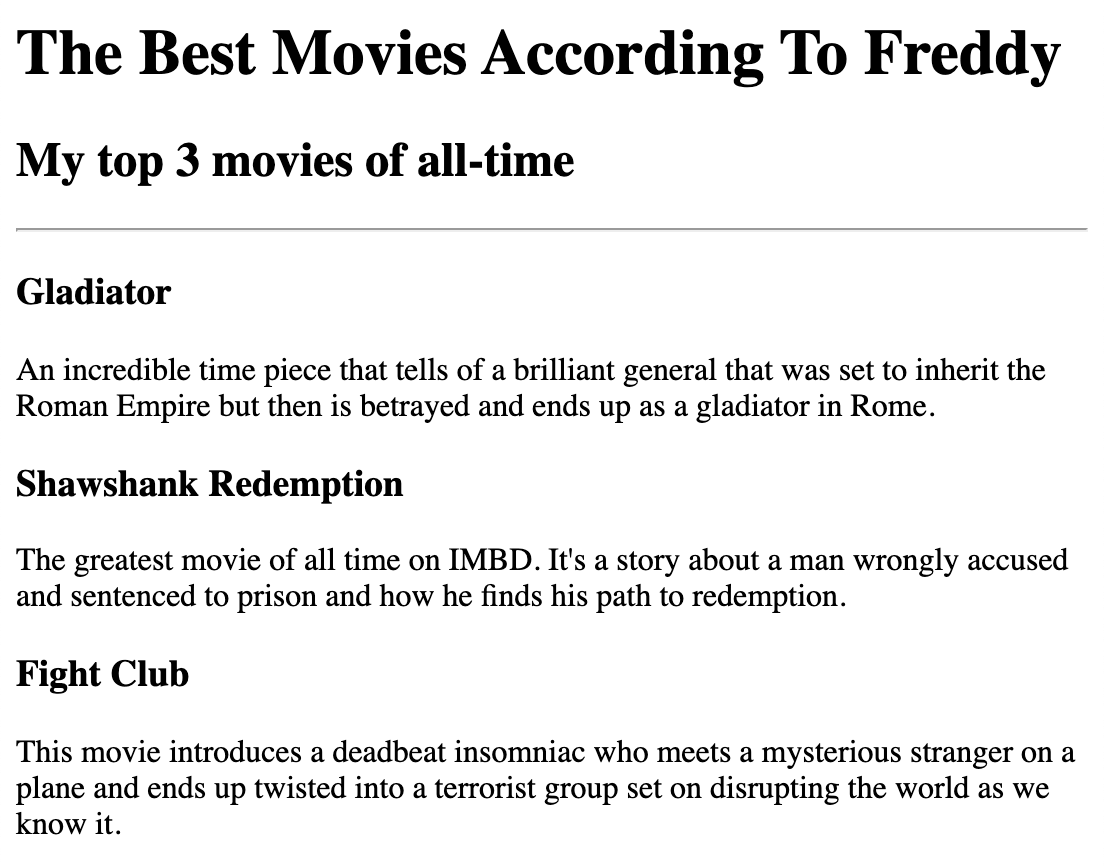 The Best Movies According To Freddy
My top 3 movies of all-time
Gladiator
An incredible time piece that tells of a brilliant general that was set to inherit the
Roman Empire but then is betrayed and ends up as a gladiator in Rome.
Shawshank Redemption
The greatest movie of all time on IMBD. It's a story about a man wrongly accused
and sentenced to prison and how he finds his path to redemption.
Fight Club
This movie introduces a deadbeat insomniac who meets a mysterious stranger on a
plane and ends up twisted into a terrorist group set on disrupting the world as we
know it.